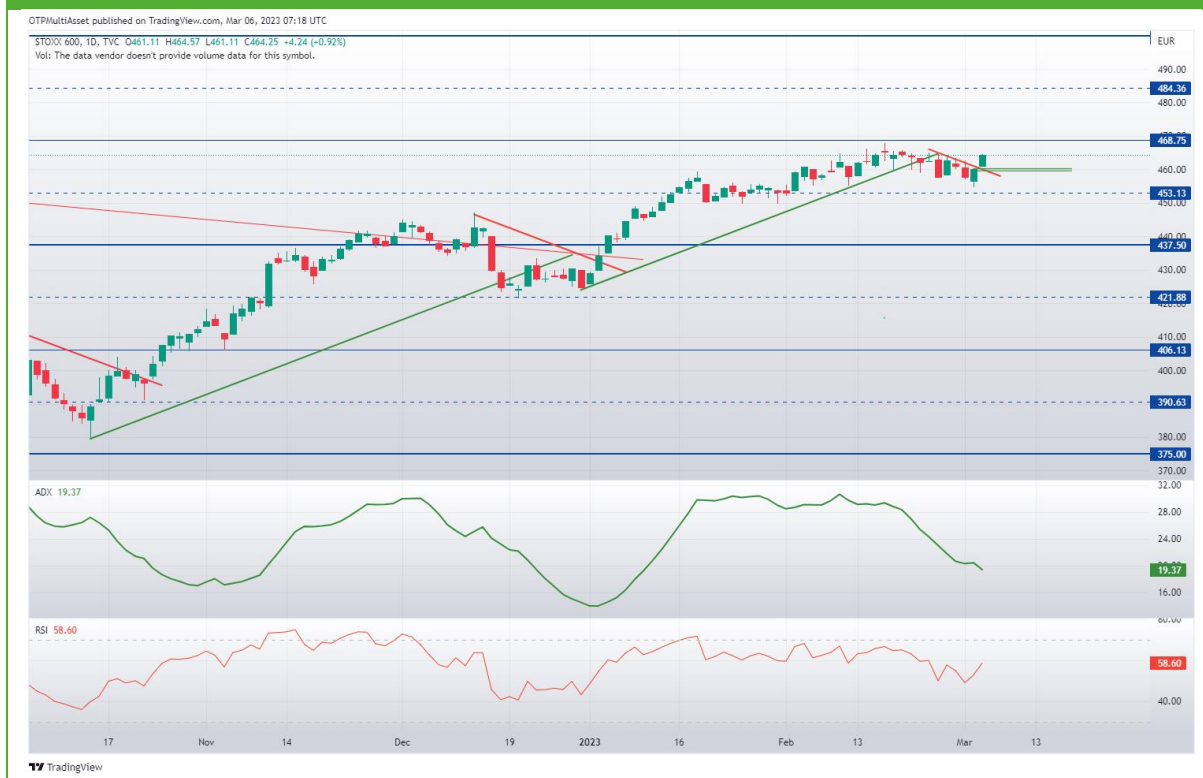 OTPMultiAsset published on TradingView.com, Mar 06, 2023 07:18 UTC
STOXX 600, 1D, TVC O461.11 H464.57 L461.11 C464.25 +4.24 (+0.92%)
Vol: The data vendor doesn't provide volume data for this symbol.
EUR
490.00
484.36
480.00
468.75
460.00
453.13
450.00
440.00
437.50
430.00
421.88
410.00
406.13
400.00
390.63
380.00
375.00
370.00
ADX 19.37
32.00
28.00
24.00
19.37
16.00
RSI 58.60
58.60
40.00
17
Nov
14
Dec
19
2023
16
Feb
13
Mar
13
TradingView